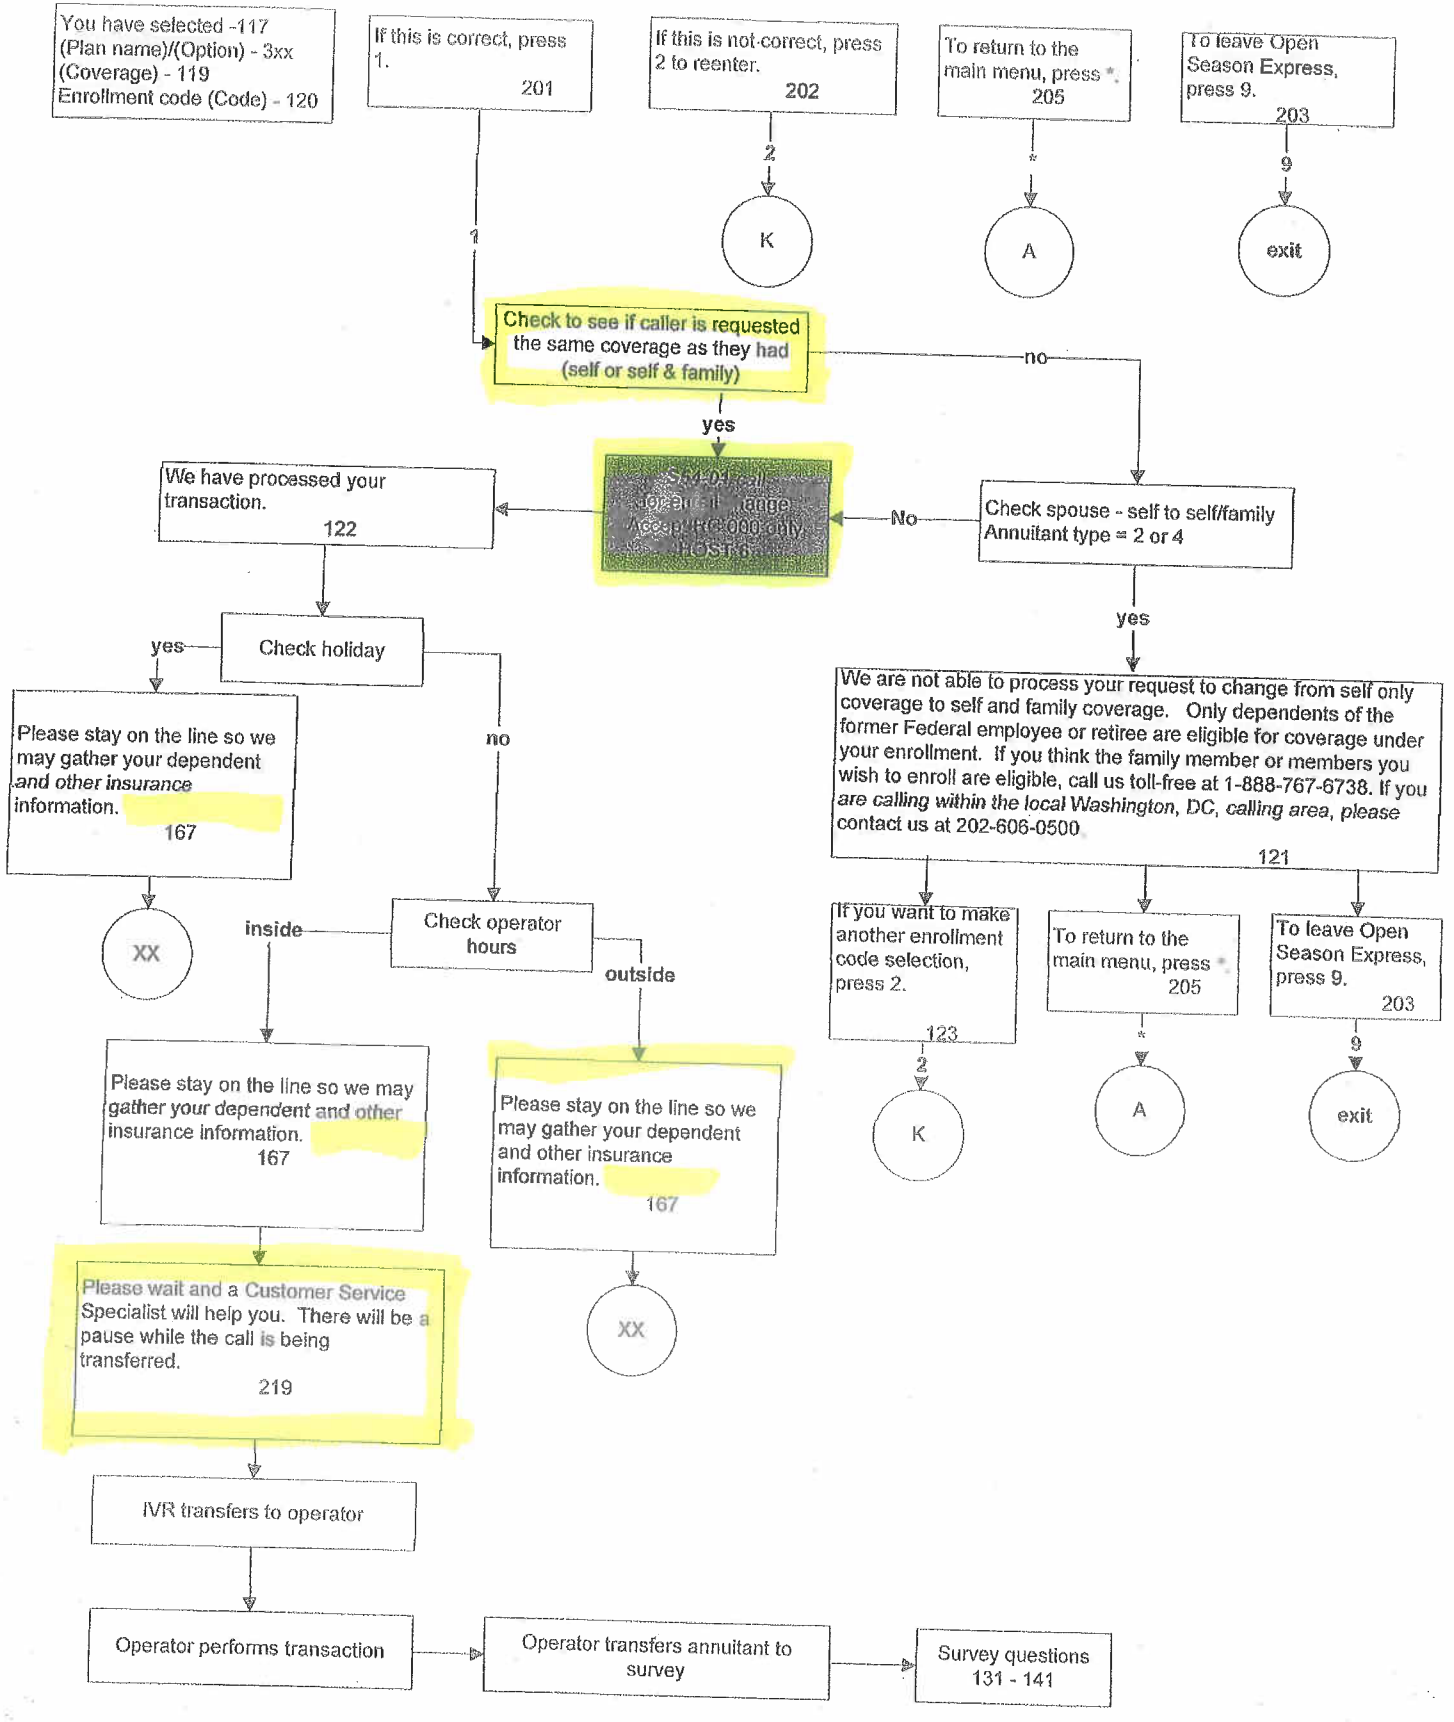 You have selected -117
(Plan name)/(Option) - 3xx
(Coverage) - 119
Enrollment code (Code) - 120
If this is correct, press
1.
201
If this is not correct, press
2 to reenter.
202
To return to the
main menu, press *.
205
To leave Open
Season Express,
press 9.
203
1
2
*
9
K
A
exit
Check to see if caller is requested
the same coverage as they had
(self or self & family)
no
yes
We have processed your
transaction.
122
HOST 6
No
Check spouse - self to self/family
Annuitant type = 2 or 4
yes
Check holiday
yes
no
Please stay on the line so we
may gather your dependent
and other insurance
information.
167
XX
We are not able to process your request to change from self only
coverage to self and family coverage. Only dependents of the
former Federal employee or retiree are eligible for coverage under
your enrollment. If you think the family member or members you
wish to enroll are eligible, call us toll-free at 1-888-767-6738. If you
are calling within the local Washington, DC, calling area, please
contact us at 202-606-0500
121
Check operator
hours
inside
outside
If you want to make
another enrollment
code selection,
press 2.
123
To return to the
main menu, press *.
205
To leave Open
Season Express,
press 9.
203
2
*
9
K
A
exit
Please stay on the line so we may
gather your dependent and other
insurance information.
167
Please stay on the line so we
may gather your dependent
and other insurance
information.
167
XX
Please wait and a Customer Service
Specialist will help you. There will be a
pause while the call is being
transferred.
219
IVR transfers to operator
Operator performs transaction
Operator transfers annuitant to
survey
Survey questions
131 - 141